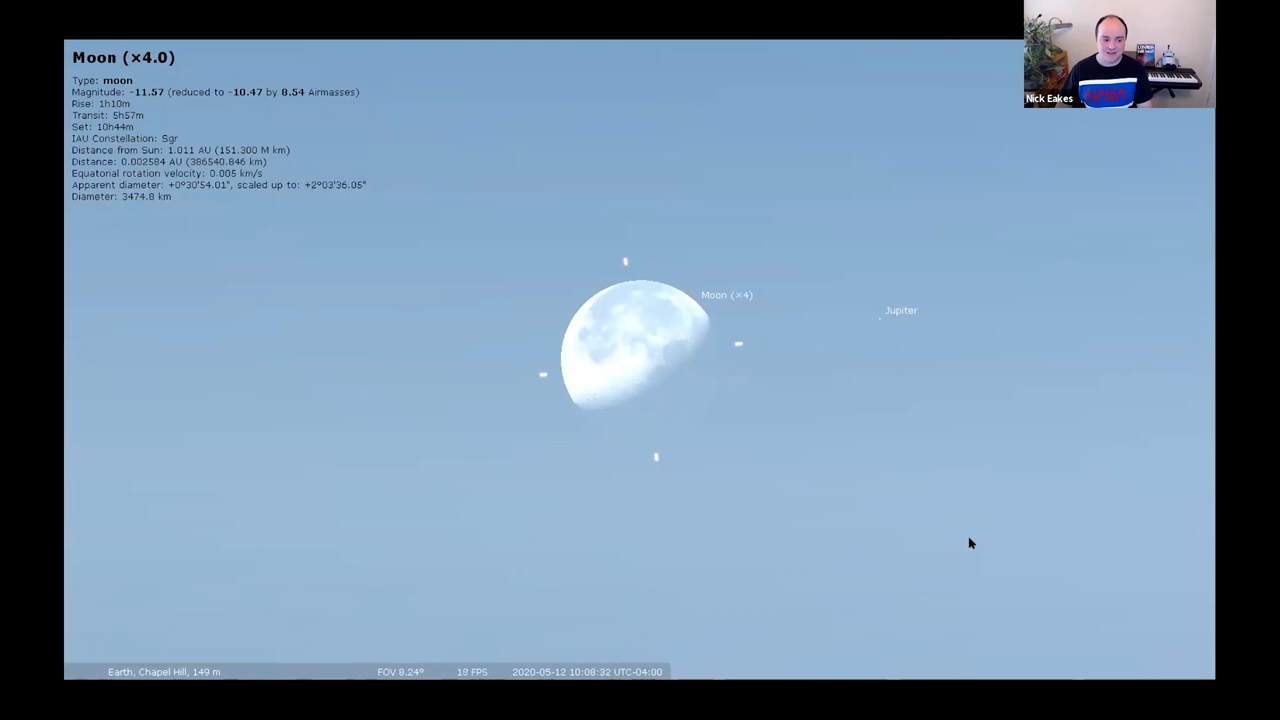 Moon (×4.0)
Type: moon
Magnitude: -11.57 (reduced to -10.47 by 8.54 Airmasses)
Rise: 1h10m
Transit: 5h57m
Set: 10h44m
IAU Constellation: Sgr
Distance from Sun: 1.011 AU (151.300 M km)
Distance: 0.002584 AU (386540.846 km)
Equatorial rotation velocity: 0.005 km/s
Apparent diameter: +0°30'54.01", scaled up to: +2°03'36.05"
Diameter: 3474.8 km
Nick Eakes
NASA
Moon (×4)
Jupiter
Earth, Chapel Hill, 149 m
FOV 8.24°
18 FPS
2020-05-12 10:08:32 UTC-04:00